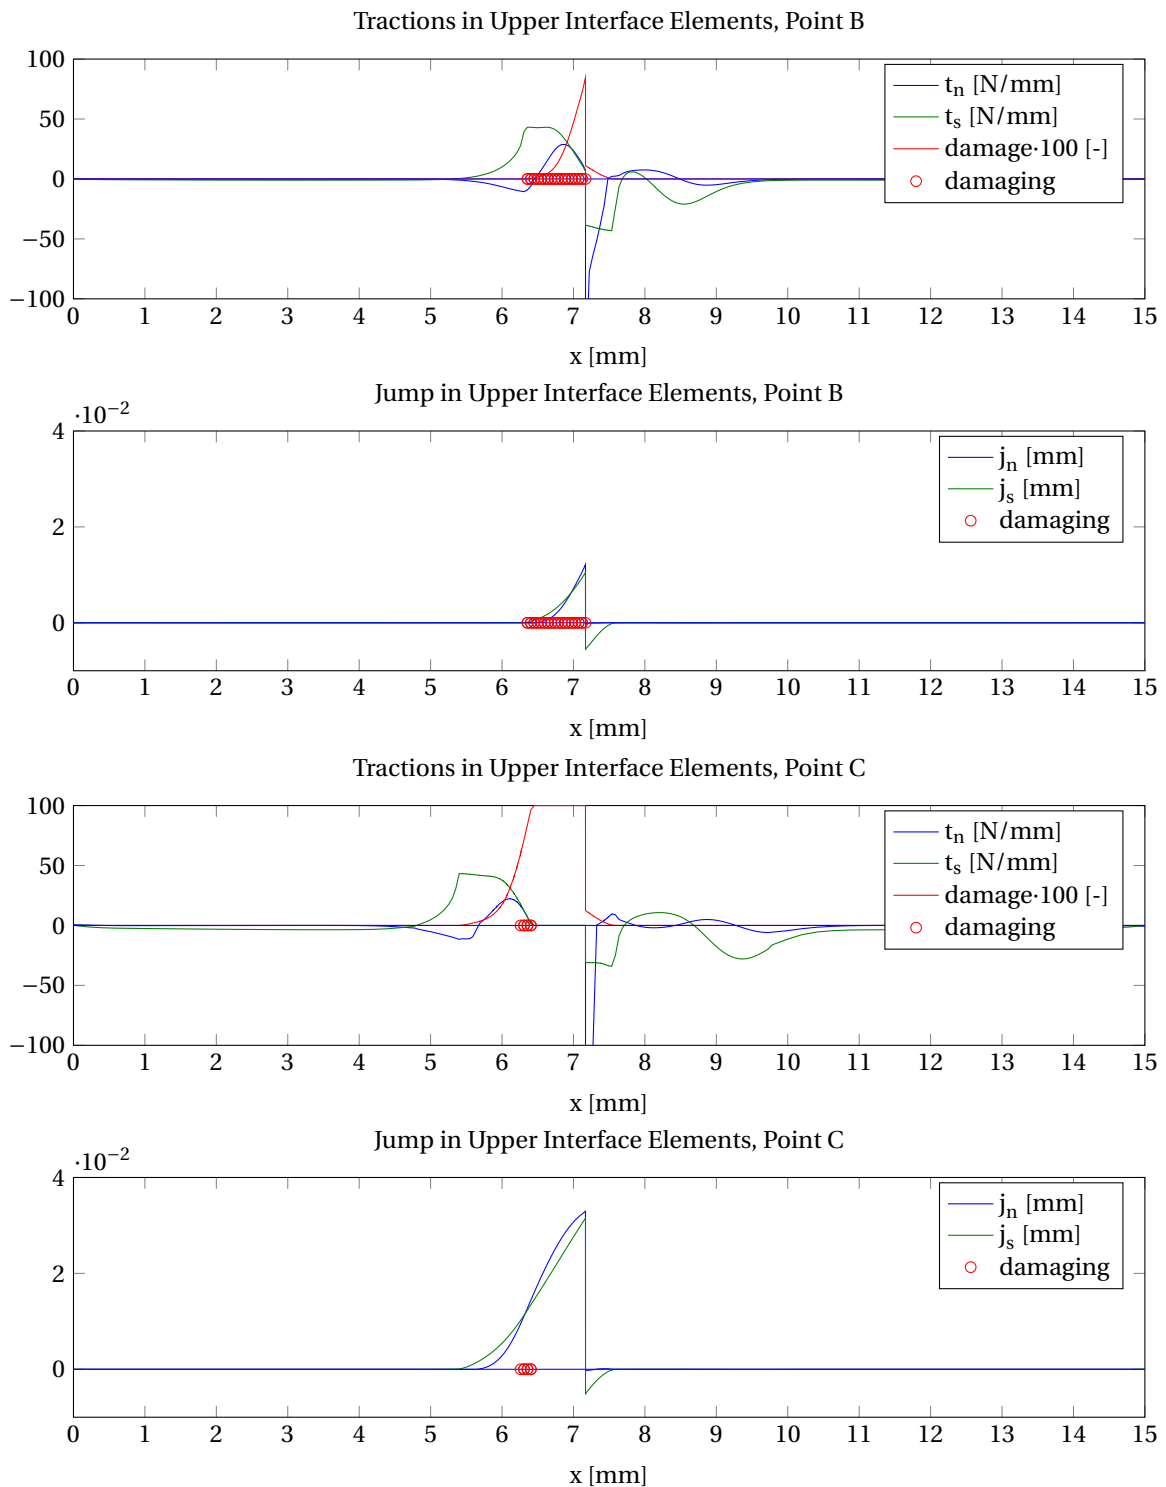 Tractions in Upper Interface Elements, Point B
100
50
0
−50
−100
t_n [N/mm]
t_s [N/mm]
damage·100 [-]
damaging
0 1 2 3 4 5 6 7 8 9 10 11 12 13 14 15
x [mm]
Jump in Upper Interface Elements, Point B
·10^−2
4
2
0
j_n [mm]
j_s [mm]
damaging
0 1 2 3 4 5 6 7 8 9 10 11 12 13 14 15
x [mm]
Tractions in Upper Interface Elements, Point C
100
50
0
−50
−100
t_n [N/mm]
t_s [N/mm]
damage·100 [-]
damaging
0 1 2 3 4 5 6 7 8 9 10 11 12 13 14 15
x [mm]
Jump in Upper Interface Elements, Point C
·10^−2
4
2
0
j_n [mm]
j_s [mm]
damaging
0 1 2 3 4 5 6 7 8 9 10 11 12 13 14 15
x [mm]